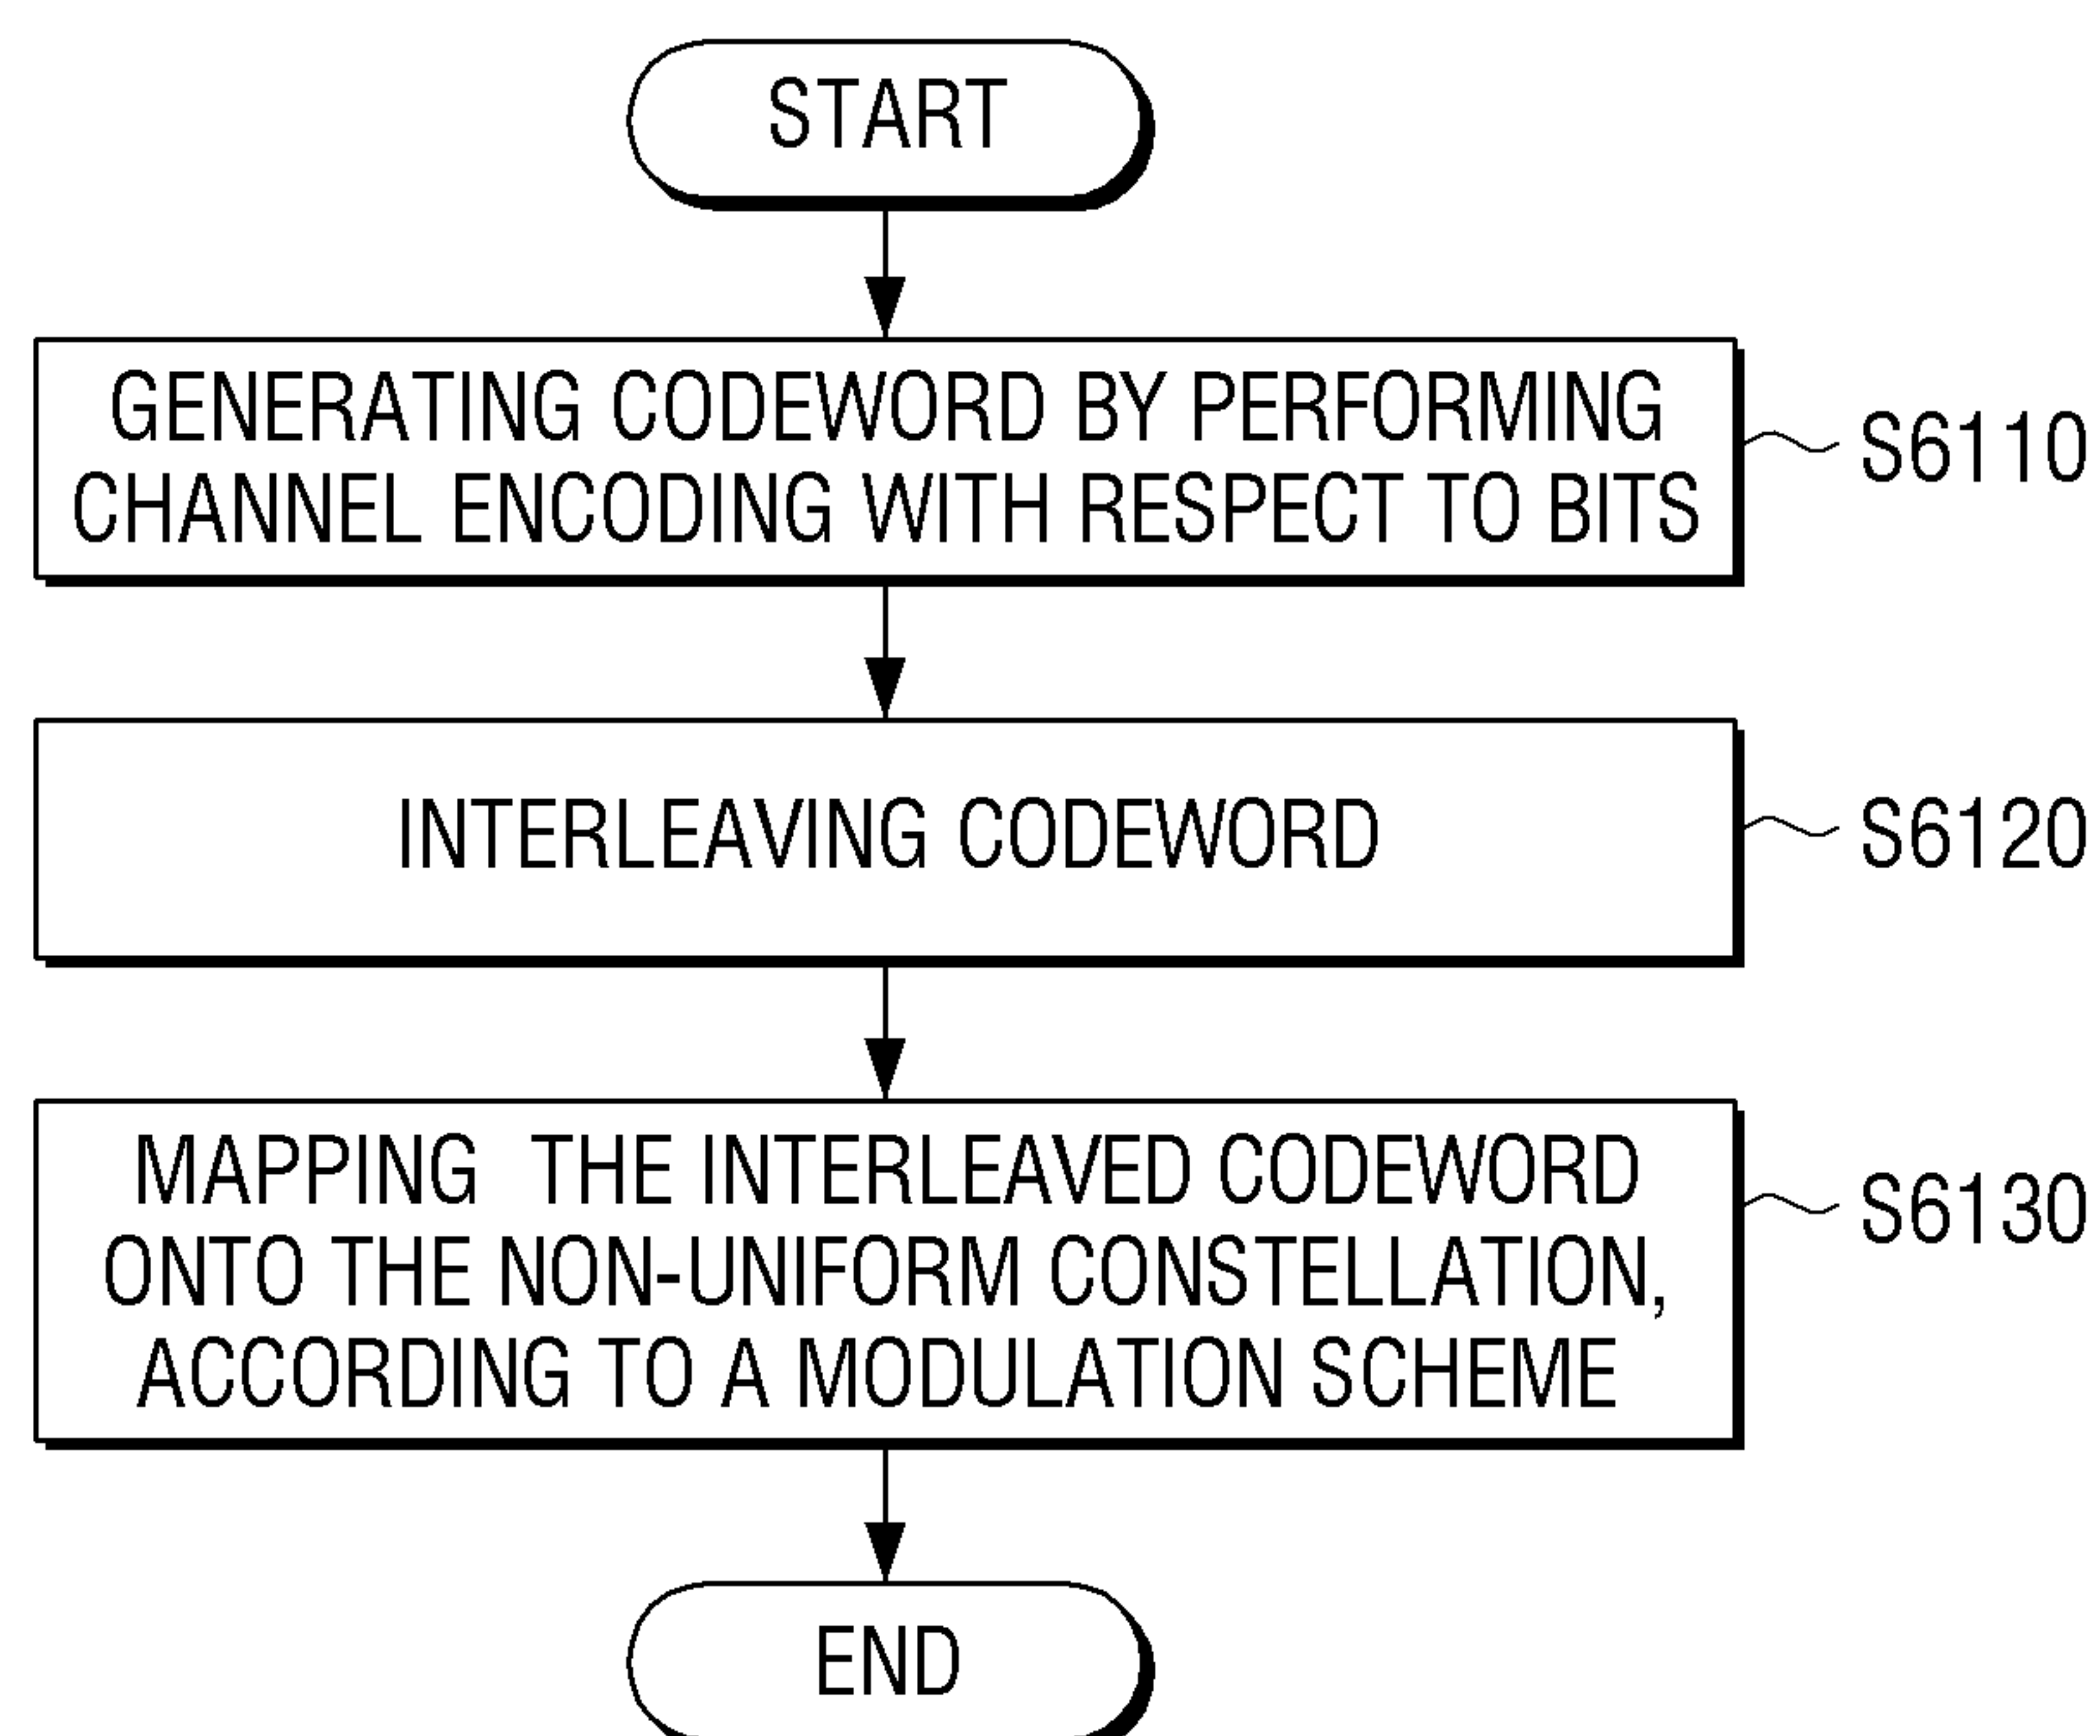 START
GENERATING CODEWORD BY PERFORMING
CHANNEL ENCODING WITH RESPECT TO BITS
S6110
INTERLEAVING CODEWORD
S6120
MAPPING THE INTERLEAVED CODEWORD
ONTO THE NON-UNIFORM CONSTELLATION,
ACCORDING TO A MODULATION SCHEME
S6130
END